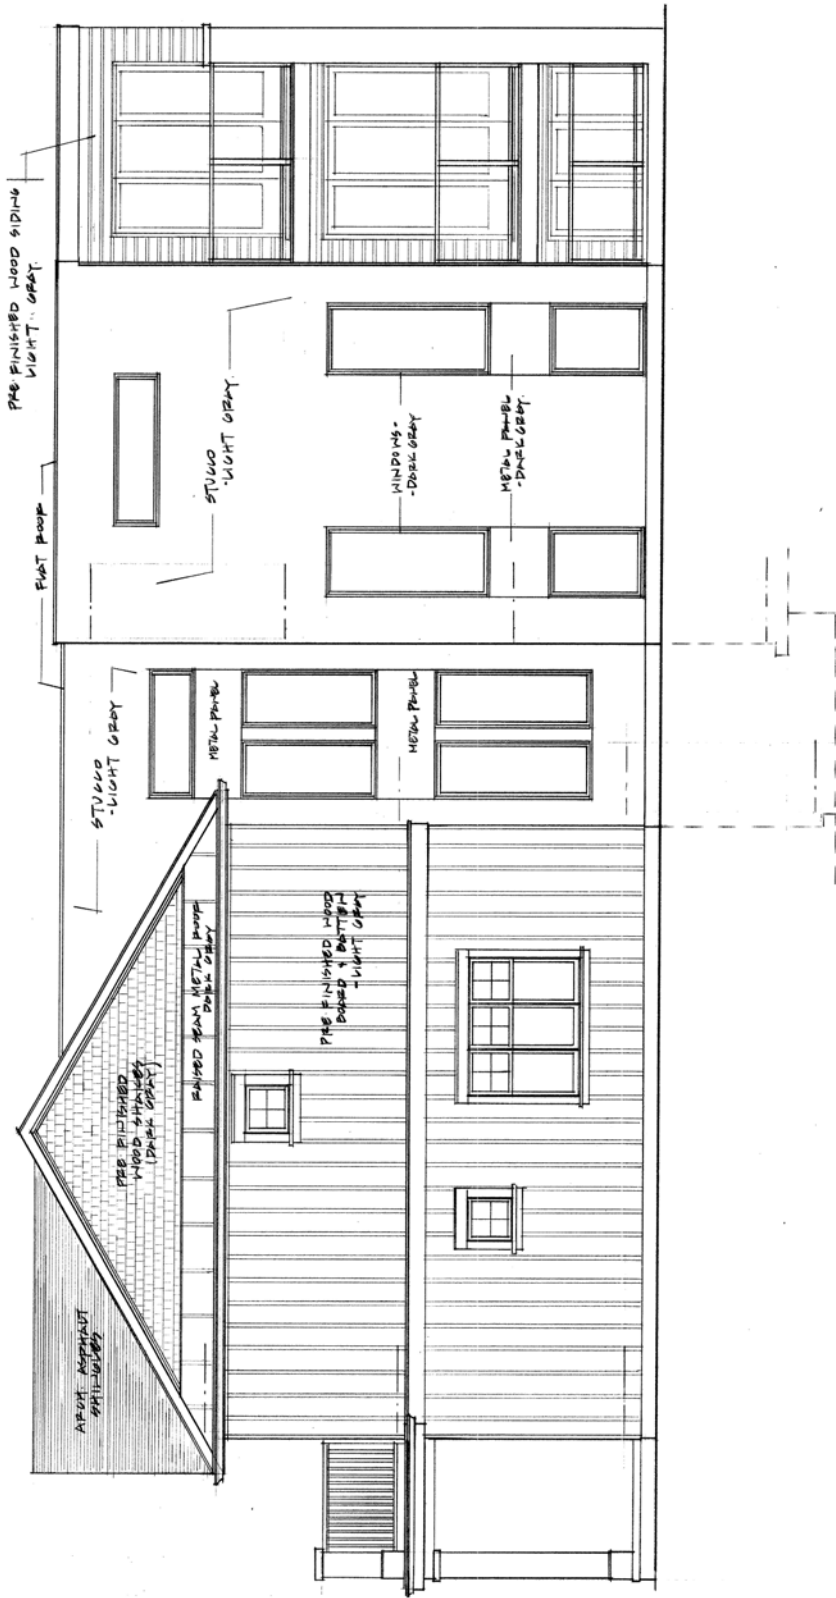 ARCH. ASPHALT
SHINGLES
PRE FINISHED
WOOD SHAKES
(DARK GRAY)
RAISED SEAM METAL ROOF
DARK GRAY
PRE FINISHED WOOD
BOARD & BATTEN
- LIGHT GRAY
STUCCO
- LIGHT GRAY
METAL PANEL
METAL PANEL
FLAT ROOF
STUCCO
- LIGHT GRAY
WINDOWS -
- DARK GRAY
METAL PANEL
- DARK GRAY.
PRE FINISHED WOOD SIDING
LIGHT GRAY.